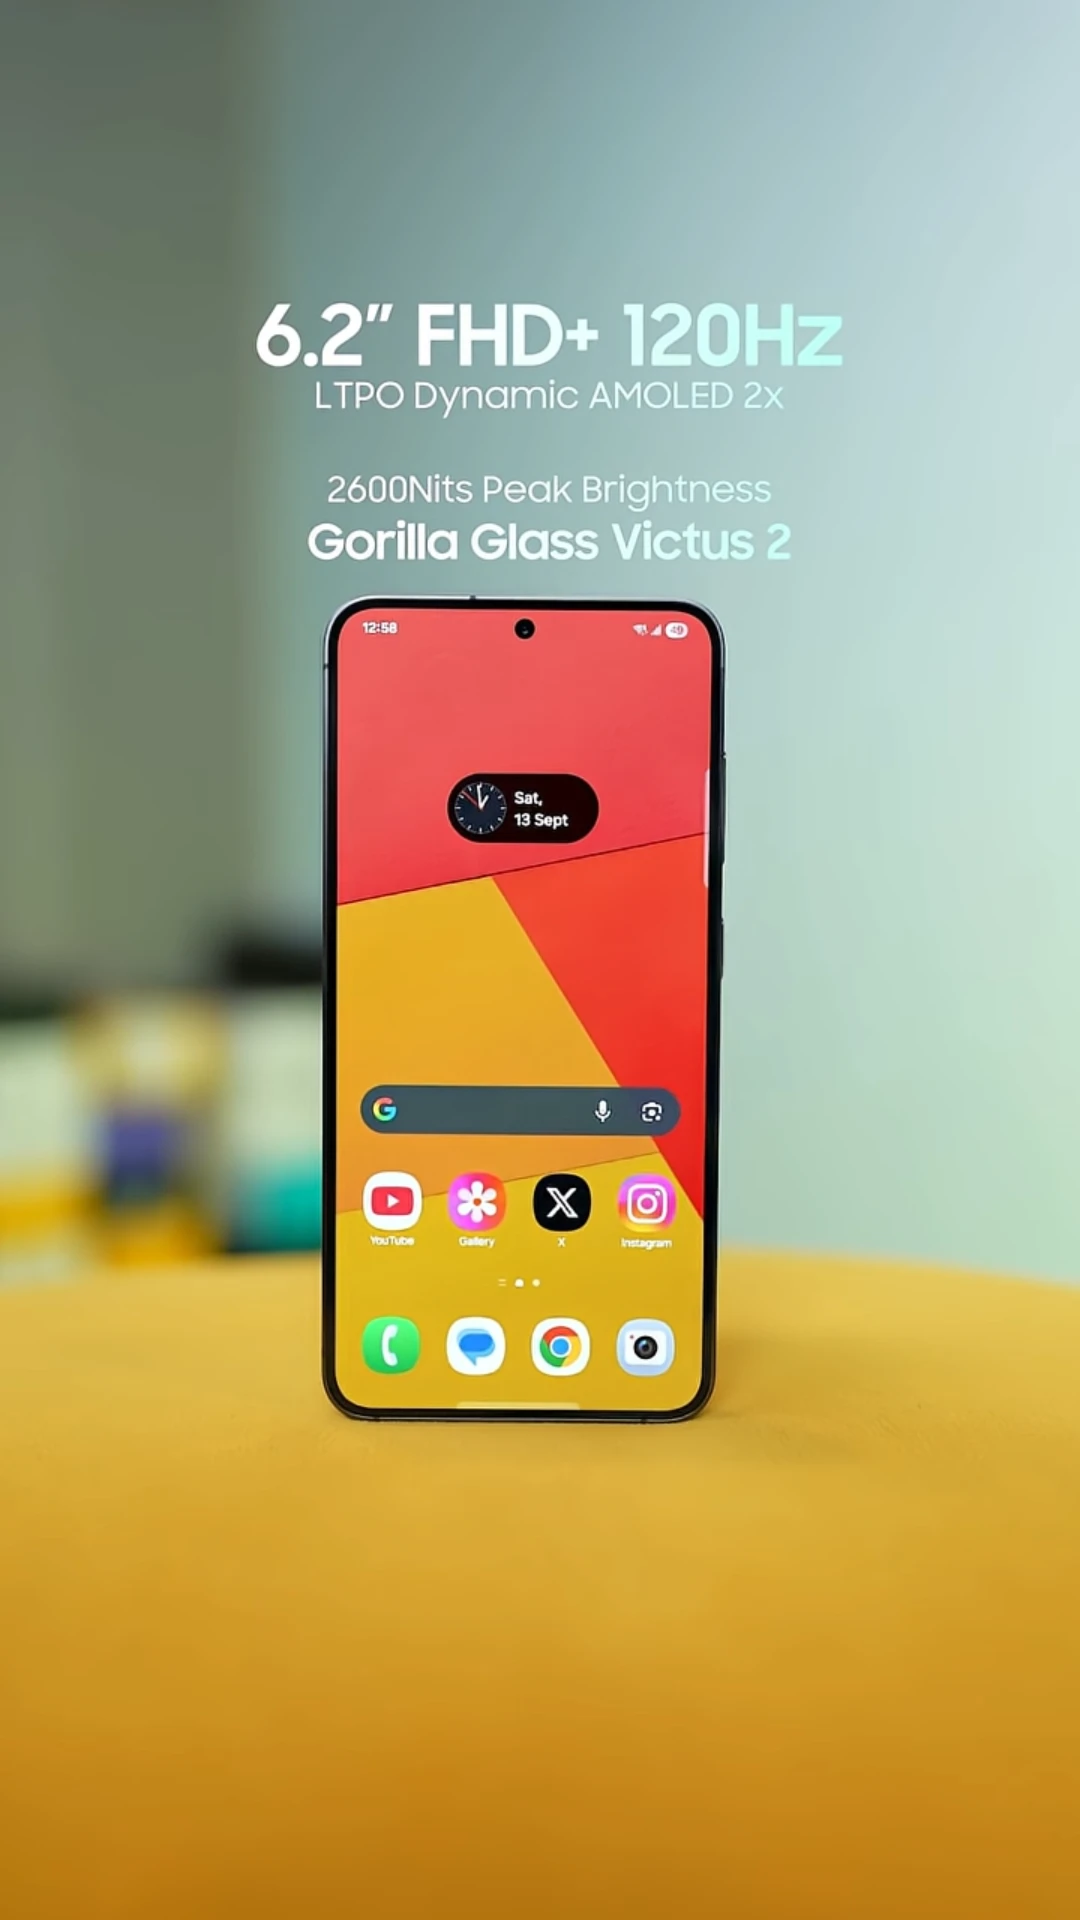 6.2” FHD+ 120Hz
LTPO Dynamic AMOLED 2x
2600Nits Peak Brightness
Gorilla Glass Victus 2
12:58
49
Sat,
13 Sept
G
YouTube
Gallery
X
Instagram